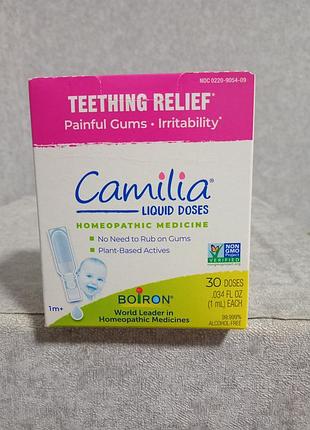 NDC 0220-9054-09
TEETHING RELIEF*
Painful Gums • Irritability*
Camilia®
LIQUID DOSES
HOMEOPATHIC MEDICINE
• No Need to Rub on Gums
• Plant-Based Actives
NON
GMO
Project
VERIFIED
1m+
BOIRON®
World Leader in
Homeopathic Medicines
30 DOSES
.034 FL OZ
(1 mL) EACH
99.999%
ALCOHOL-FREE